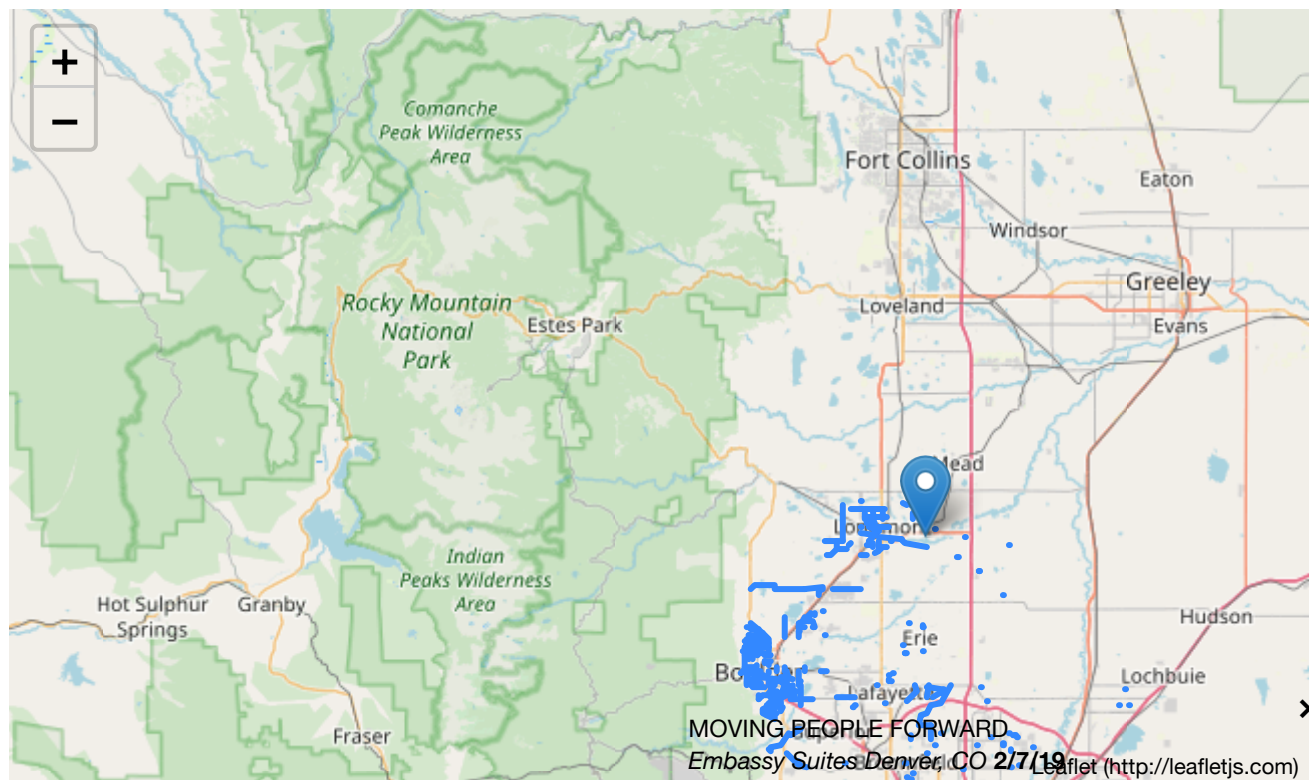 +
−
Comanche
Peak Wilderness
Area
Fort Collins
Eaton
Windsor
Greeley
Rocky Mountain
National
Park
Estes Park
Loveland
Evans
Mead
Indian
Peaks Wilderness
Area
Hot Sulphur
Springs
Granby
Hudson
Erie
Lochbuie
Lafayette
Fraser
MOVING PEOPLE FORWARD
Embassy Suites Denver, CO 2/7/19
Leaflet (http://leafletjs.com)